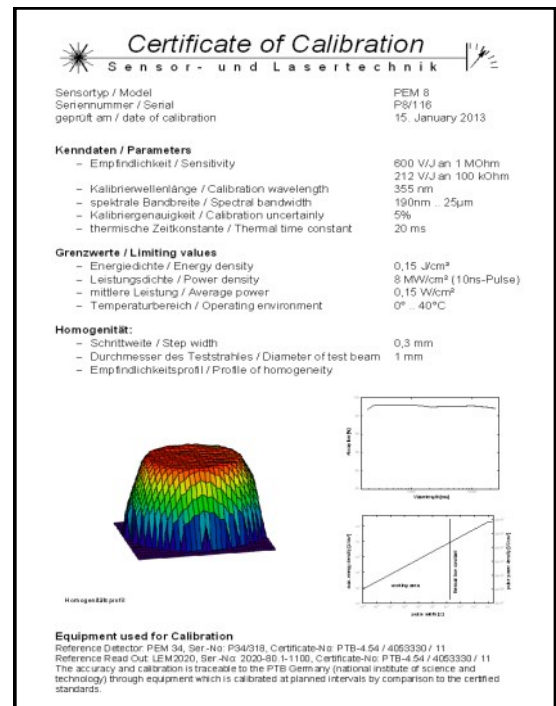 Certificate of Calibration
Sensor- und Lasertechnik
Sensortyp / Model PEM 8
Seriennummer / Serial P8/116
geprüft am / date of calibration 15. January 2013
Kenndaten / Parameters
– Empfindlichkeit / Sensitivity 600 V/J an 1 MOhm
212 V/J an 100 kOhm
– Kalibrierwellenlänge / Calibration wavelength 355 nm
– spektrale Bandbreite / Spectral bandwidth 190nm .. 25µm
– Kalibriergenauigkeit / Calibration uncertainly 5%
– thermische Zeitkonstante / Thermal time constant 20 ms
Grenzwerte / Limiting values
– Energiedichte / Energy density 0,15 J/cm²
– Leistungsdichte / Power density 8 MW/cm² (10ns-Pulse)
– mittlere Leistung / Average power 0,15 W/cm²
– Temperaturbereich / Operating environment 0° .. 40°C
Homogenität:
– Schrittweite / Step width 0,3 mm
– Durchmesser des Teststrahles / Diameter of test beam 1 mm
– Empfindlichkeitsprofil / Profile of homogeneity
working area
thermal time constant
Homogenitätsprofil
Equipment used for Calibration
Reference Detector: PEM 34, Ser.-No: P34/318, Certificate-No: PTB-4.54 / 4053330 / 11
Reference Read Out: LEM2020, Ser.-No: 2020-80.1-1100, Certificate-No: PTB-4.54 / 4053330 / 11
The accuracy and calibration is traceable to the PTB Germany (national institute of science and
technology) through equipment which is calibrated at planned intervals by comparison to the certified
standards.